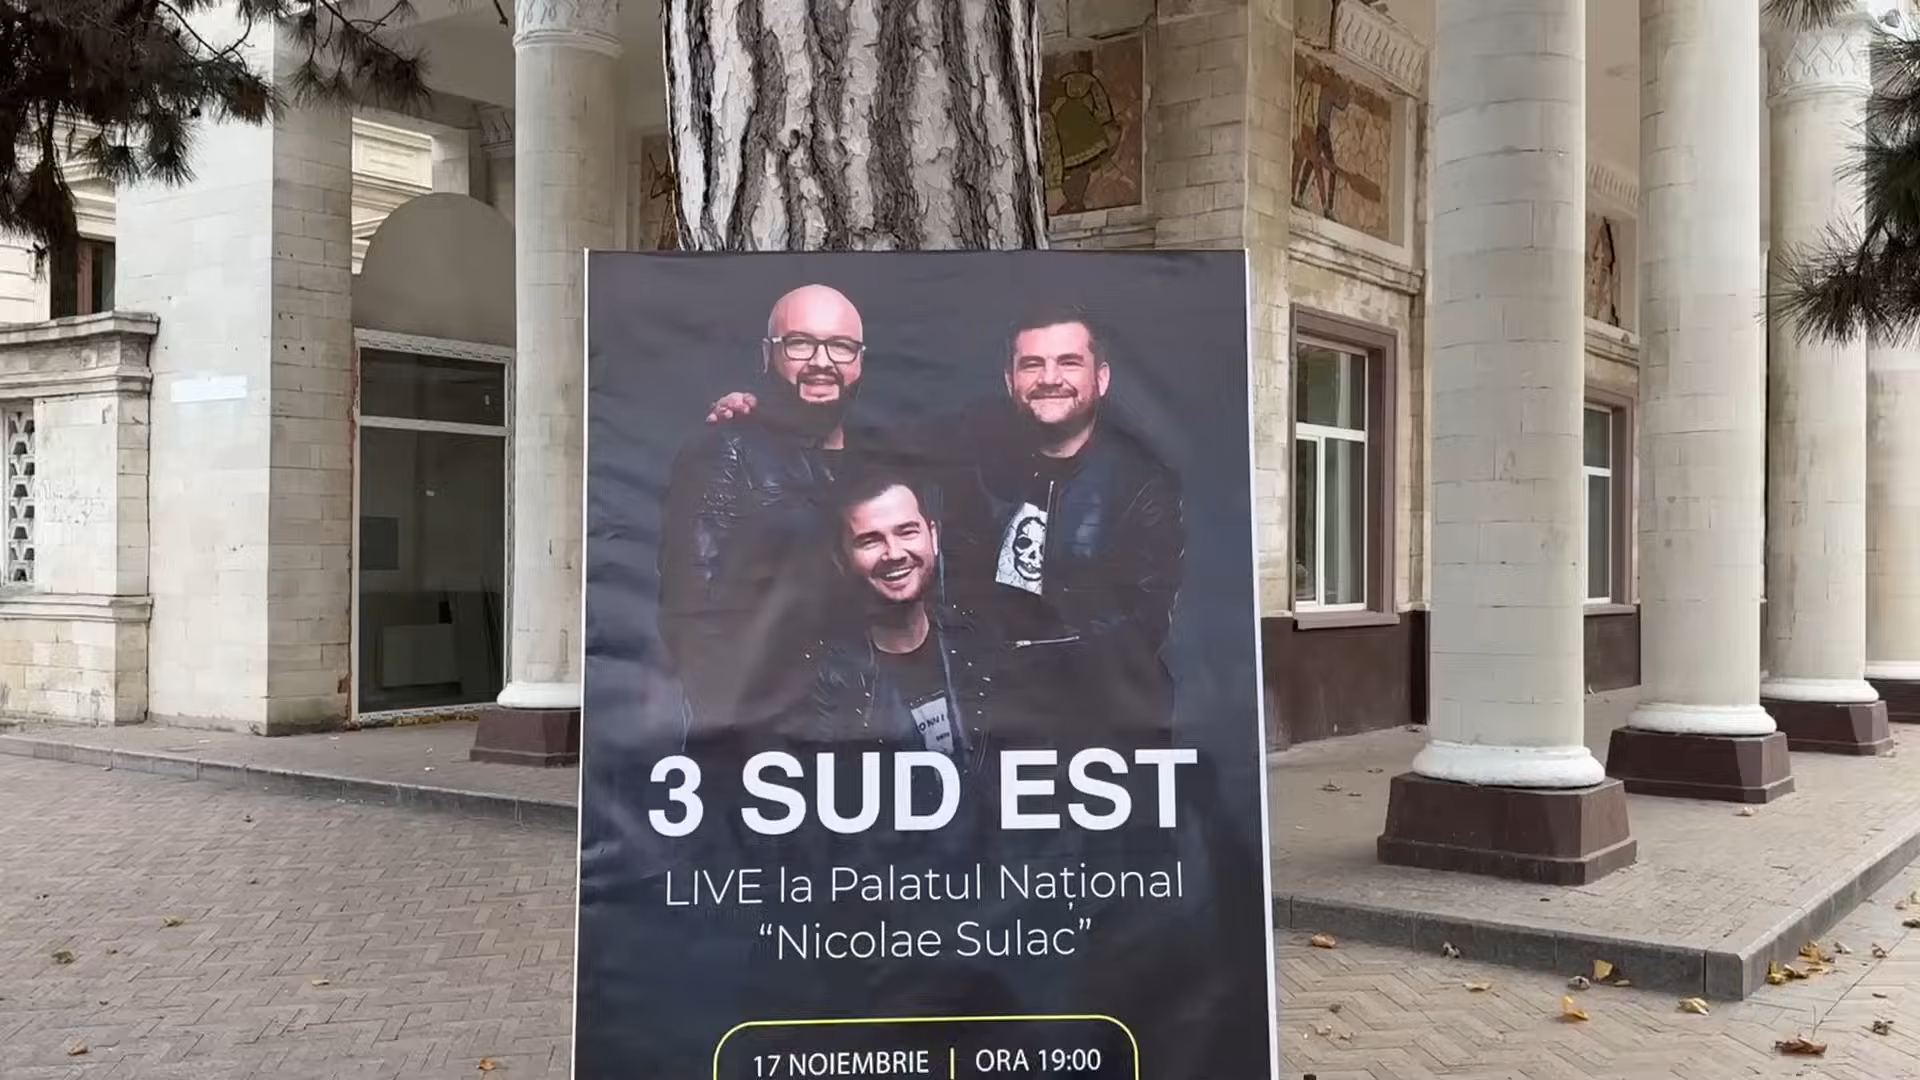 3 SUD EST
LIVE la Palatul Național
“Nicolae Sulac”
17 NOIEMBRIE | ORA 19:00